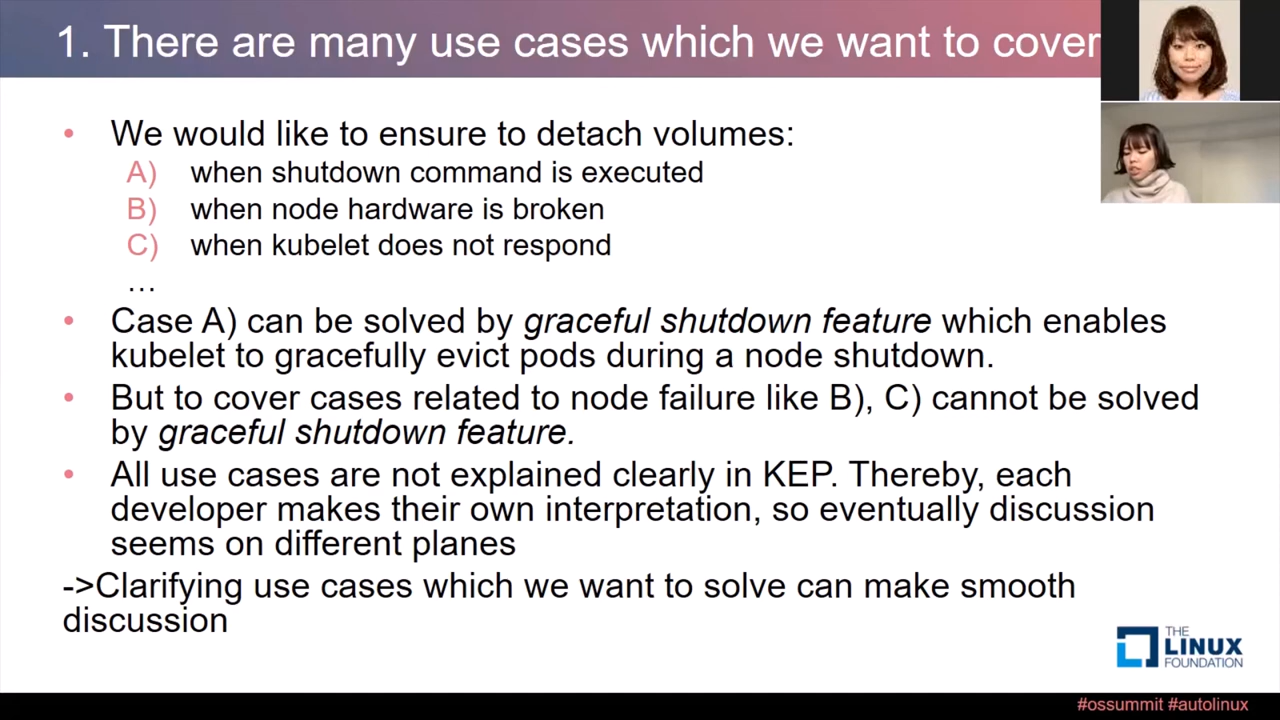 1. There are many use cases which we want to cover
• We would like to ensure to detach volumes:
A) when shutdown command is executed
B) when node hardware is broken
C) when kubelet does not respond
…
• Case A) can be solved by graceful shutdown feature which enables
kubelet to gracefully evict pods during a node shutdown.
• But to cover cases related to node failure like B), C) cannot be solved
by graceful shutdown feature.
• All use cases are not explained clearly in KEP. Thereby, each
developer makes their own interpretation, so eventually discussion
seems on different planes
->Clarifying use cases which we want to solve can make smooth
discussion
THE
LINUX
FOUNDATION
#ossummit #autolinux